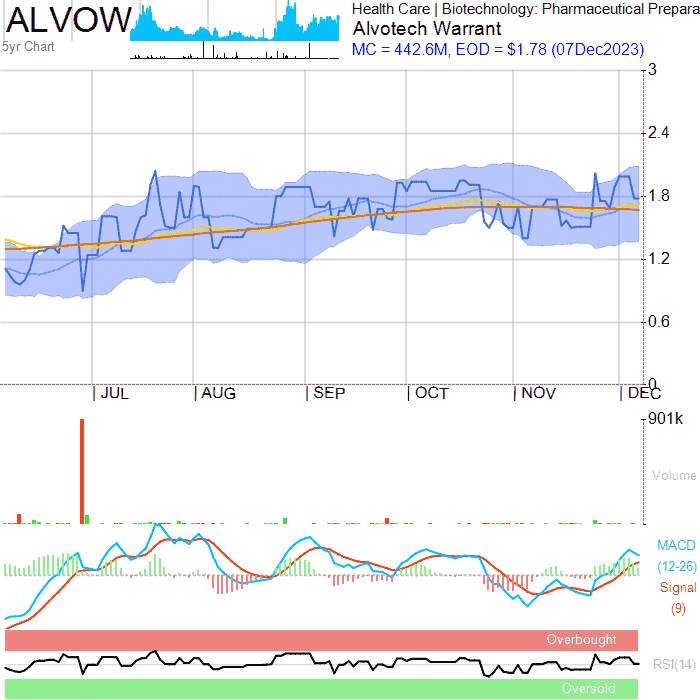 ALVOW
5yr Chart
Health Care | Biotechnology: Pharmaceutical Prepara
Alvotech Warrant
MC = 442.6M, EOD = $1.78 (07Dec2023)
3
2.4
1.8
1.2
0.6
0
JUL AUG SEP OCT NOV DEC
901k
Volume
MACD
(12-26)
Signal
(9)
Overbought
RSI(14)
Oversold